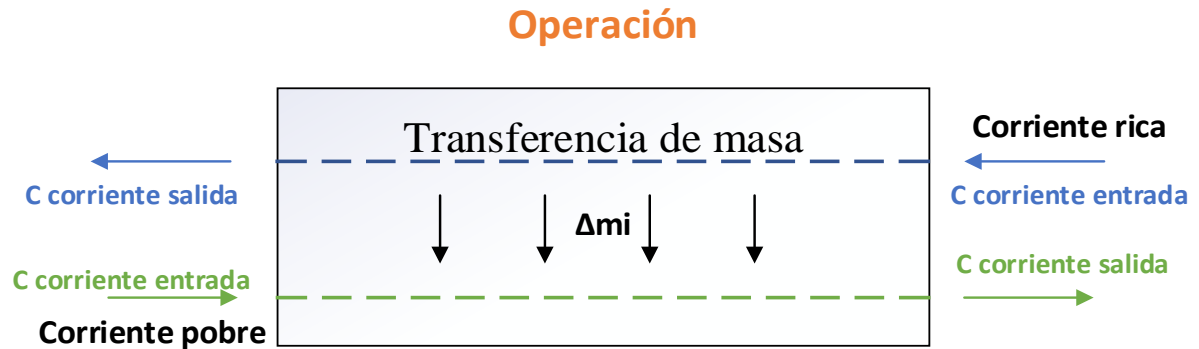 Operación
Transferencia de masa
Corriente rica
C corriente salida
C corriente entrada
Δmi
C corriente entrada
C corriente salida
Corriente pobre